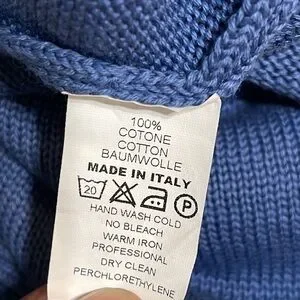 100%
COTONE
COTTON
BAUMWOLLE
MADE IN ITALY
20 P
HAND WASH COLD
NO BLEACH
WARM IRON
PROFESSIONAL
DRY CLEAN
PERCHLORETHYLENE